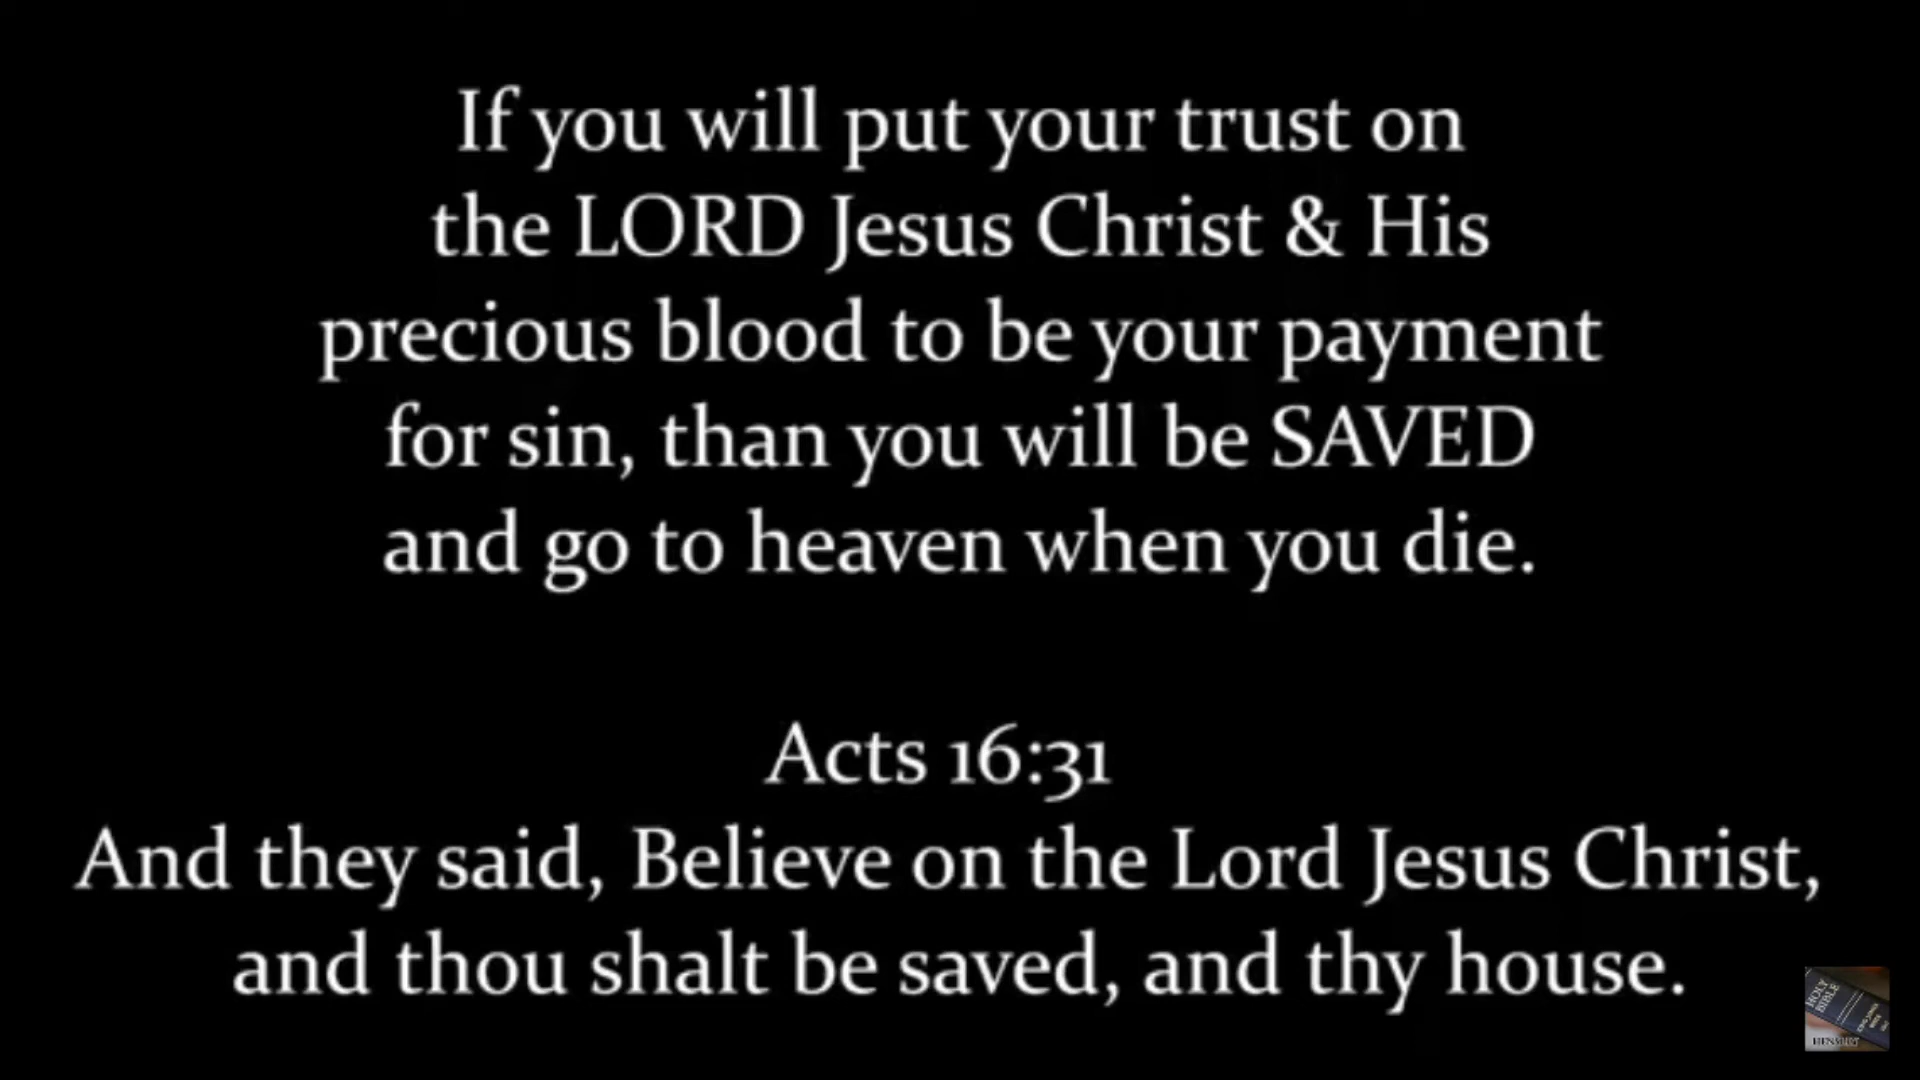 If you will put your trust on
the LORD Jesus Christ & His
precious blood to be your payment
for sin, than you will be SAVED
and go to heaven when you die.
Acts 16:31
And they said, Believe on the Lord Jesus Christ,
and thou shalt be saved, and thy house.
HOLY
BIBLE